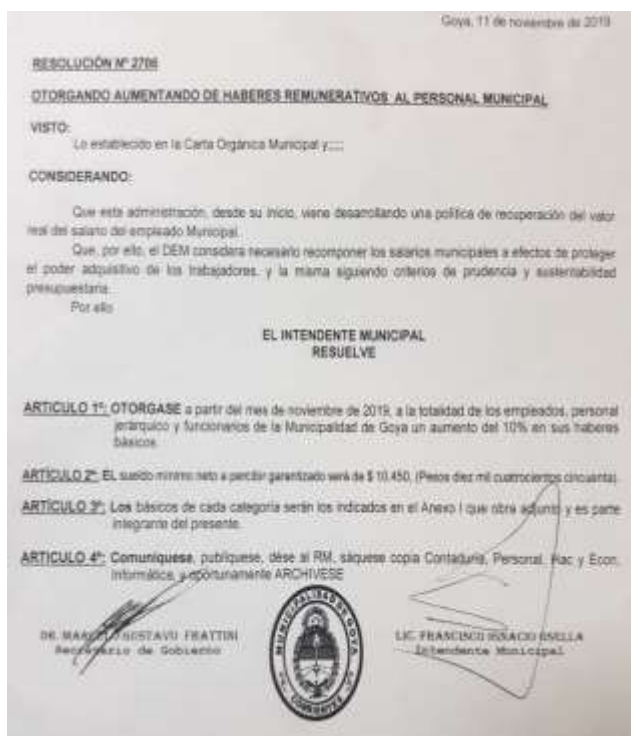 Goya, 11 de noviembre de 2019
RESOLUCIÓN Nº 2706
OTORGANDO AUMENTANDO DE HABERES REMUNERATIVOS AL PERSONAL MUNICIPAL
VISTO:
Lo establecido en la Carta Orgánica Municipal y;;;;
CONSIDERANDO:
Que esta administración, desde su inicio, viene desarrollando una política de recuperación del valor
real del salario del empleado Municipal.
Que, por ello, el DEM considera necesario recomponer los salarios municipales a efectos de proteger
el poder adquisitivo de los trabajadores, y la misma siguiendo criterios de prudencia y sustentabilidad
presupuestaria.
Por ello
EL INTENDENTE MUNICIPAL
RESUELVE
ARTICULO 1º: OTORGASE a partir del mes de noviembre de 2019, a la totalidad de los empleados, personal
jerárquico y funcionarios de la Municipalidad de Goya un aumento del 10% en sus haberes
básicos.
ARTÍCULO 2º: EL sueldo mínimo neto a percibir garantizado será de $ 10.450, (Pesos diez mil cuatrocientos cincuenta).
ARTÍCULO 3º: Los básicos de cada categoría serán los indicados en el Anexo I que obra adjunto y es parte
integrante del presente.
ARTICULO 4º: Comuníquese, publíquese, dése al RM, sáquese copia Contaduría, Personal, Hac y Econ,
Informática, y oportunamente ARCHIVESE
DR. MARCELO GUSTAVO FRATTINI
Secretario de Gobierno
MUNICIPALIDAD DE GOYA
CORRIENTES
LIC. FRANCISCO IGNACIO OSELLA
Intendente Municipal